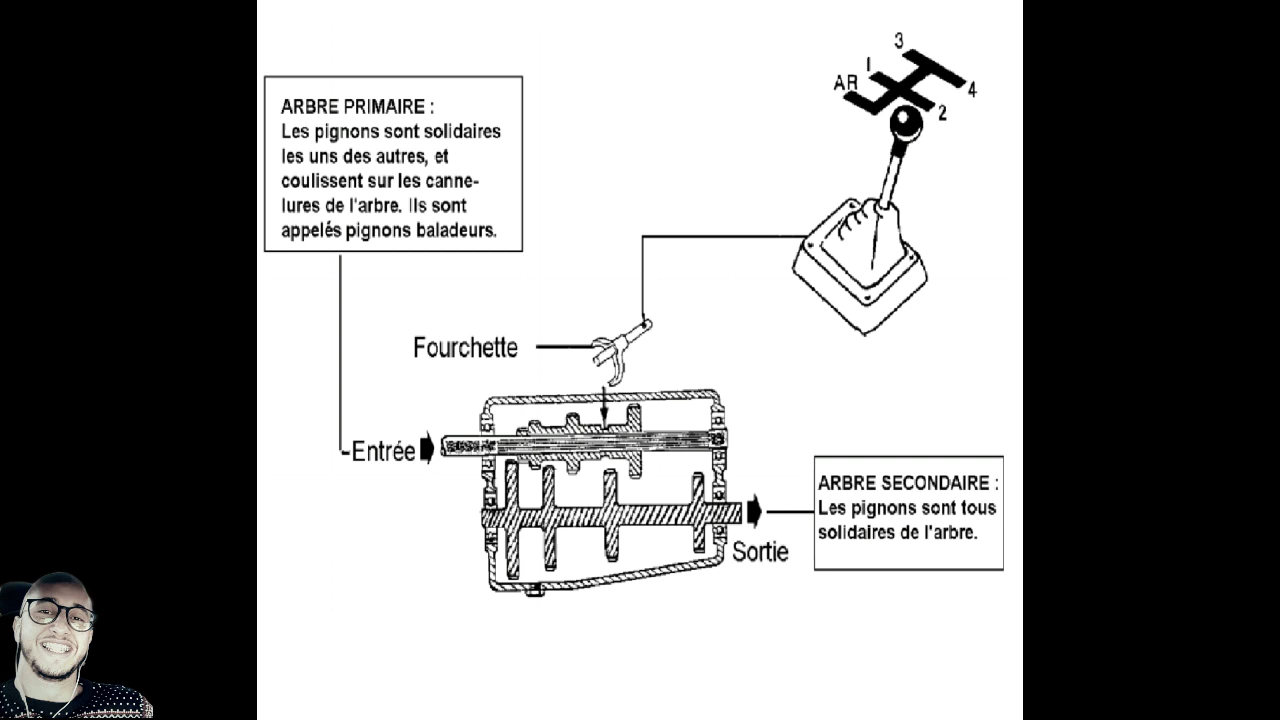 3
1
AR
4
2
ARBRE PRIMAIRE :
Les pignons sont solidaires
les uns des autres, et
coulissent sur les canne-
lures de l'arbre. Ils sont
appelés pignons baladeurs.
Fourchette
Entrée
ARBRE SECONDAIRE :
Les pignons sont tous
solidaires de l'arbre.
Sortie